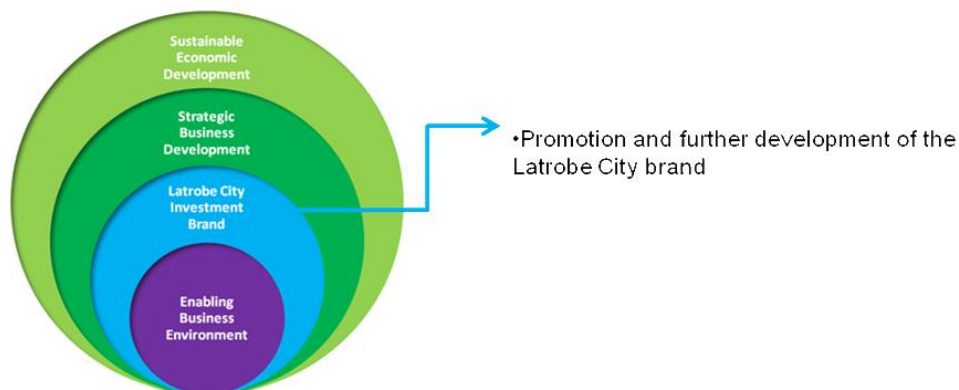 Sustainable
Economic
Development
Strategic
Business
Development
Latrobe City
Investment
Brand
Enabling
Business
Environment
•Promotion and further development of the
Latrobe City brand